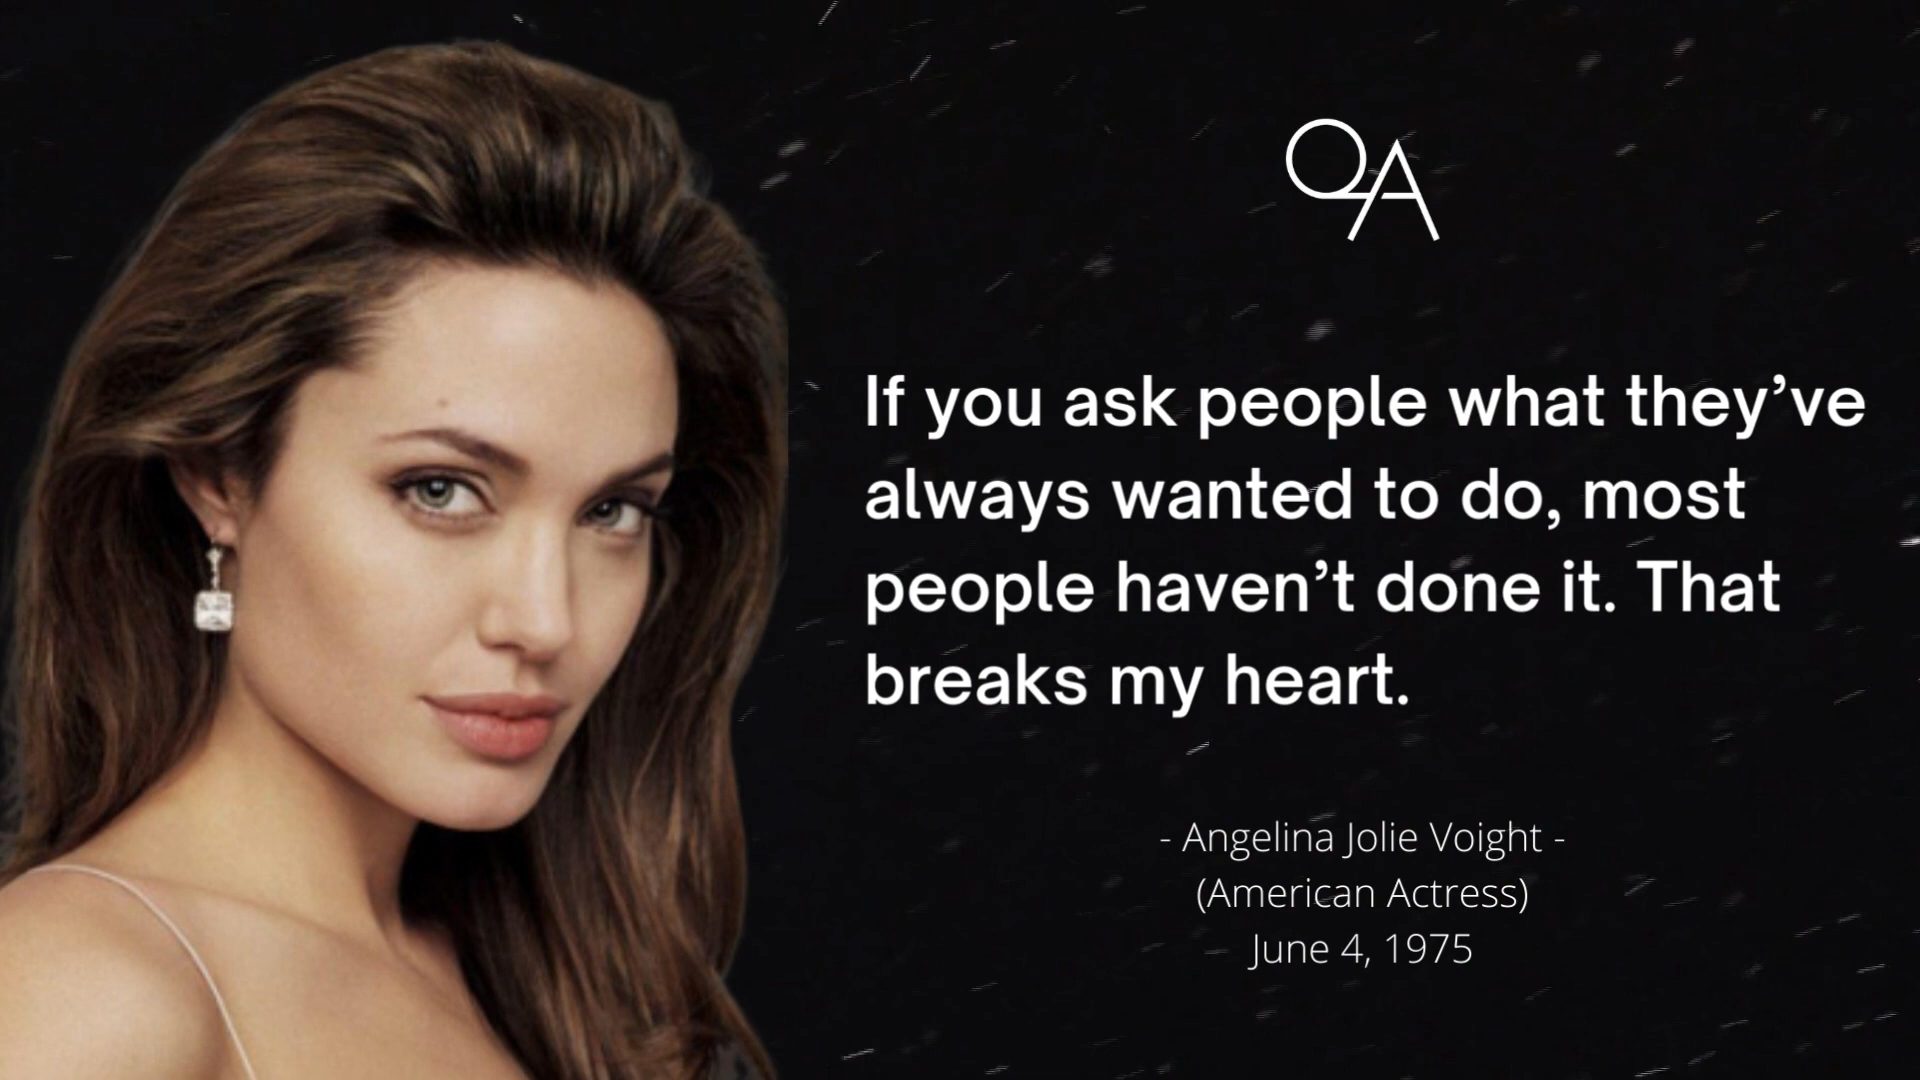 QA
If you ask people what they’ve
always wanted to do, most
people haven’t done it. That
breaks my heart.
- Angelina Jolie Voight -
(American Actress)
June 4, 1975